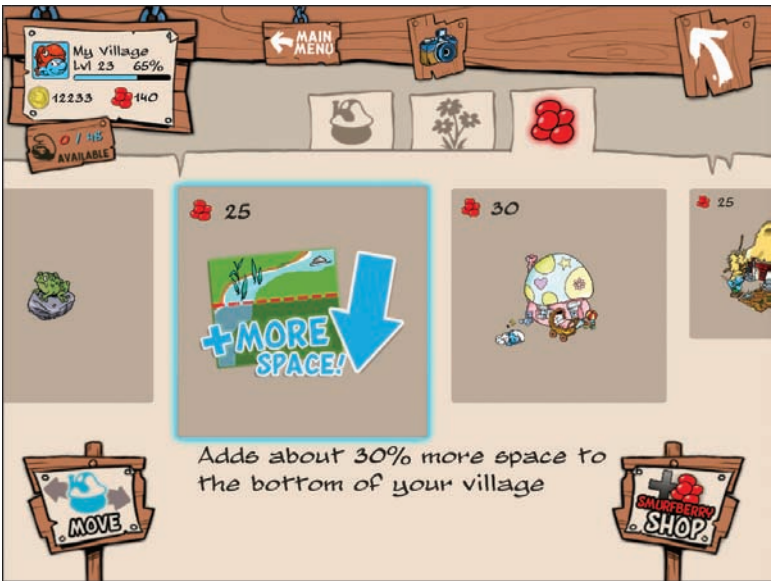 My Village
Lvl 23 65%
12233 140
0 / 45
AVAILABLE
MAIN
MENU
25
30
25
+MORE
SPACE!
Adds about 30% more space to
the bottom of your village
MOVE
SMURFBERRY
SHOP